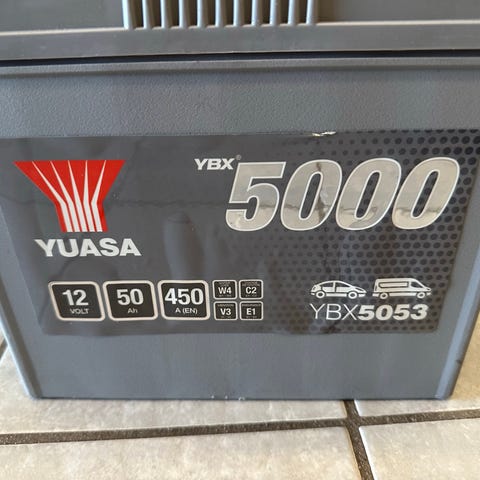 YBX® 5000
YUASA
12 VOLT
50 Ah
450 A (EN)
W4 C2
V3 E1
YBX5053